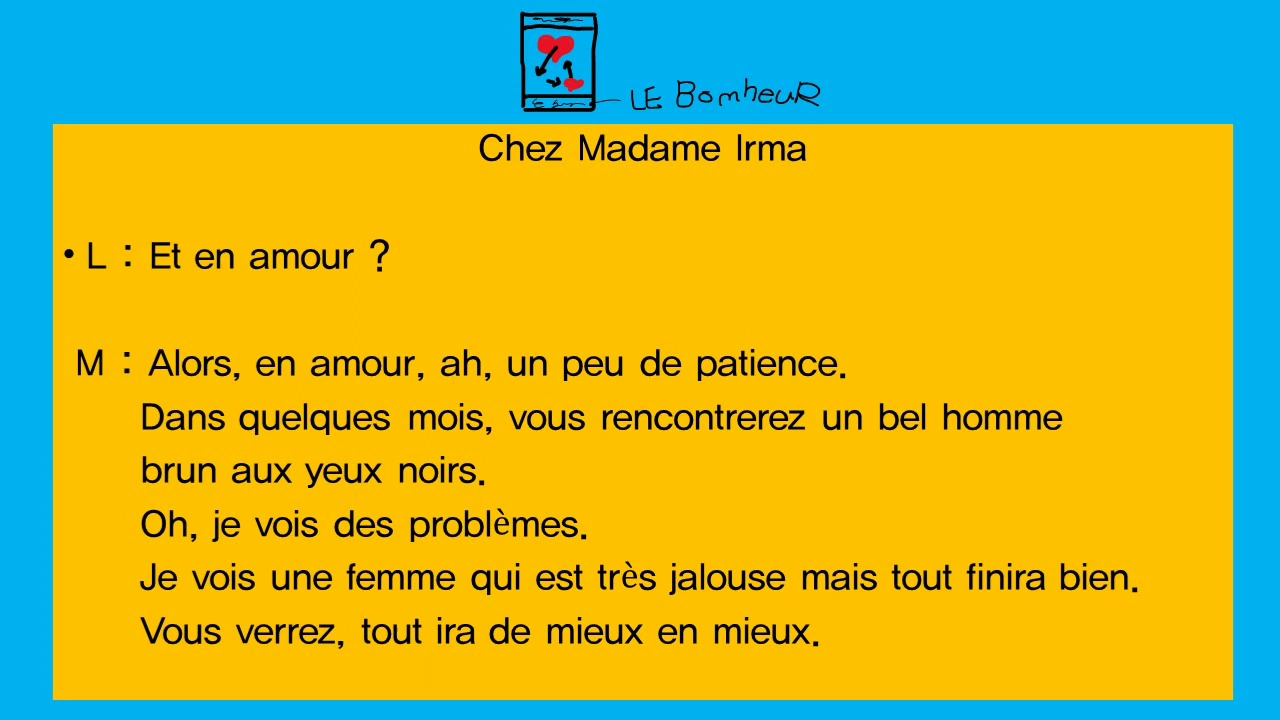 LE BomheuR
Chez Madame Irma
• L : Et en amour ?
M : Alors, en amour, ah, un peu de patience.
Dans quelques mois, vous rencontrerez un bel homme
brun aux yeux noirs.
Oh, je vois des problèmes.
Je vois une femme qui est très jalouse mais tout finira bien.
Vous verrez, tout ira de mieux en mieux.